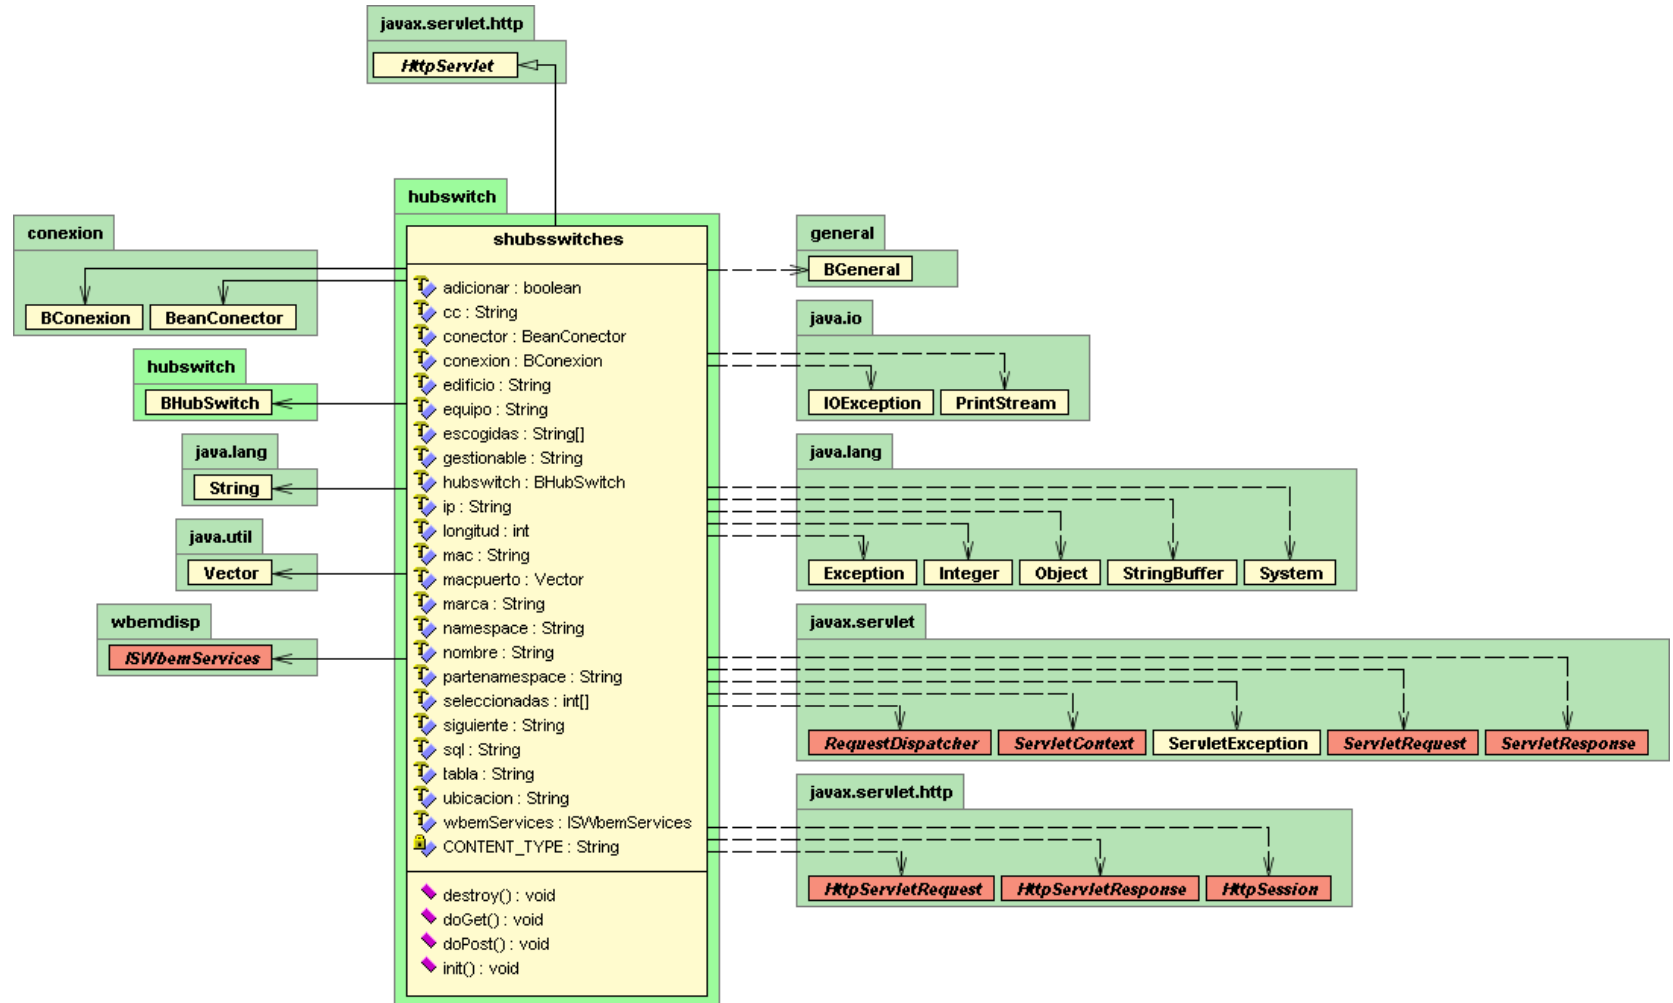 javax.servlet.http
HttpServlet
hubswitch
shubsswitches
adicionar : boolean
cc : String
conector : BeanConector
conexion : BConexion
edificio : String
equipo : String
escogidas : String[]
gestionable : String
hubswitch : BHubSwitch
ip : String
longitud : int
mac : String
macpuerto : Vector
marca : String
namespace : String
nombre : String
partenamespace : String
seleccionadas : int[]
siguiente : String
sql : String
tabla : String
ubicacion : String
wbemServices : ISWbemServices
CONTENT_TYPE : String
destroy() : void
doGet() : void
doPost() : void
init() : void
conexion
BConexion
BeanConector
hubswitch
BHubSwitch
java.lang
String
java.util
Vector
wbemdisp
ISWbemServices
general
BGeneral
java.io
IOException
PrintStream
java.lang
Exception
Integer
Object
StringBuffer
System
javax.servlet
RequestDispatcher
ServletContext
ServletException
ServletRequest
ServletResponse
javax.servlet.http
HttpServletRequest
HttpServletResponse
HttpSession